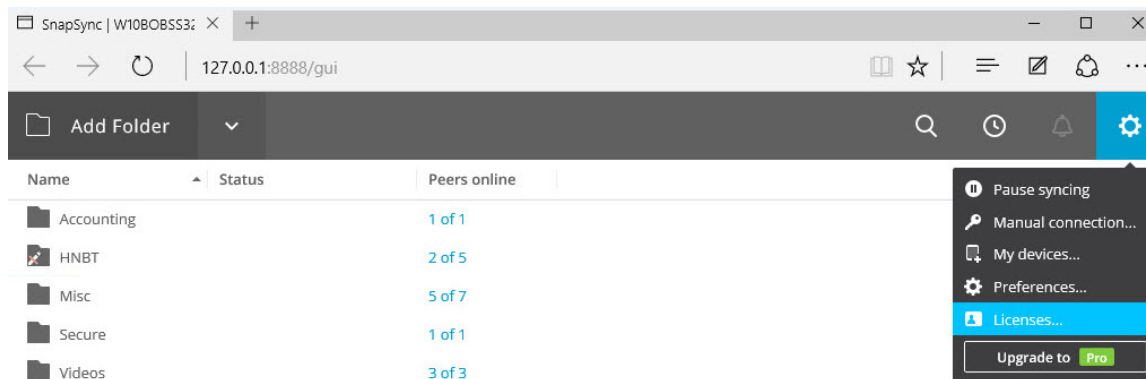 SnapSync | W10BOBSS32
127.0.0.1:8888/gui
Add Folder
Name Status Peers online
Accounting 1 of 1
HNBT 2 of 5
Misc 5 of 7
Secure 1 of 1
Videos 3 of 3
Pause syncing
Manual connection...
My devices...
Preferences...
Licenses...
Upgrade to Pro